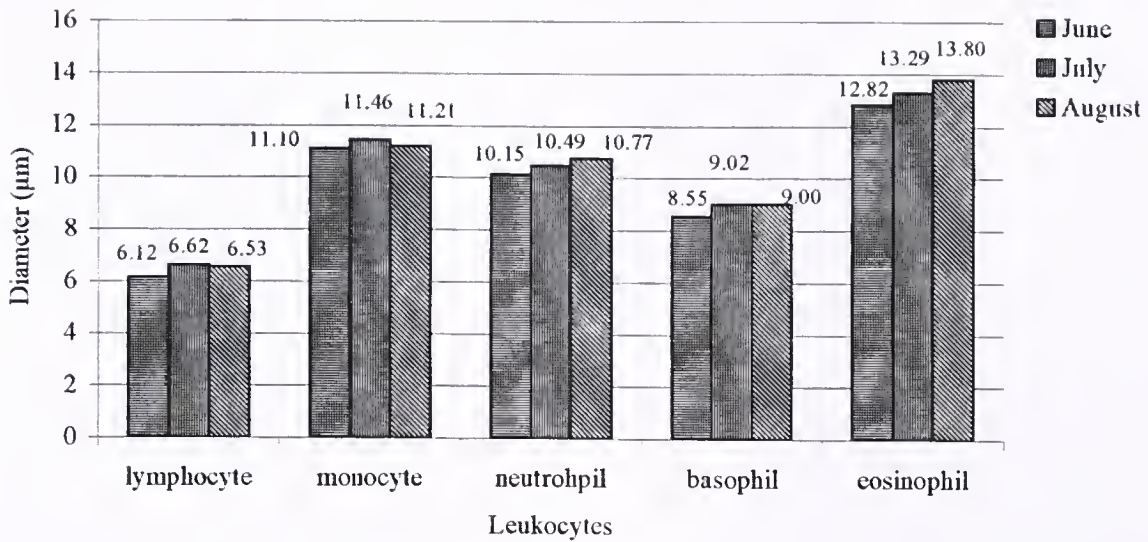 16
14
12
10
8
6
4
2
0
Diameter (µm)
6.12 6.62 6.53
11.10 11.46 11.21
10.15 10.49 10.77
8.55 9.02 9.00
12.82 13.29 13.80
lymphocyte monocyte neutrohpil basophil eosinophil
Leukocytes
June
July
August